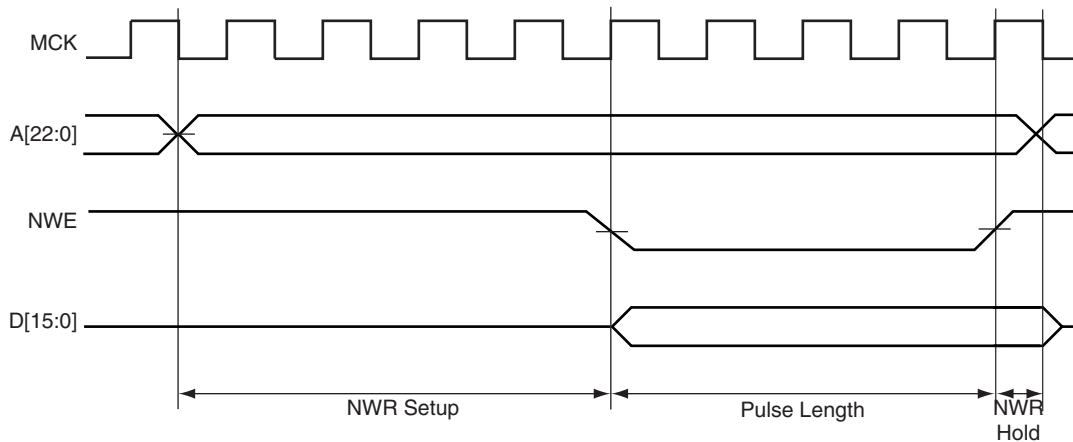 MCK
A[22:0]
NWE
D[15:0]
NWR Setup
Pulse Length
NWR
Hold